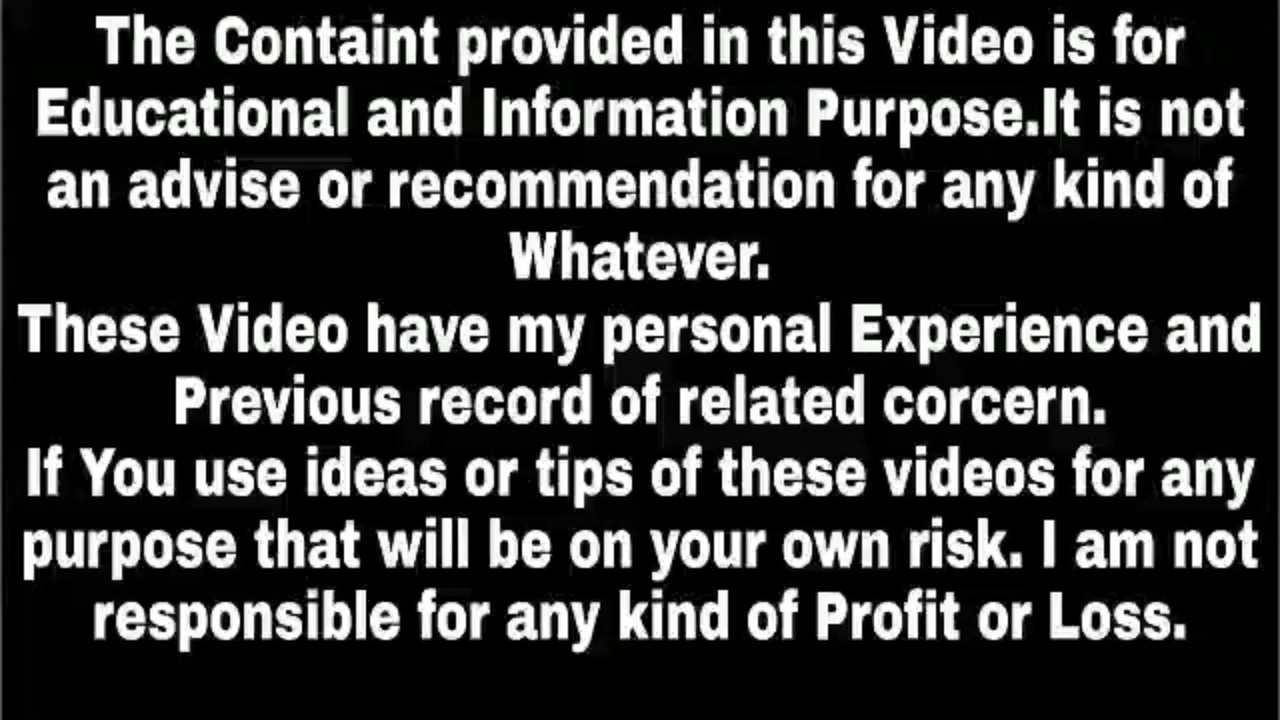 The Containt provided in this Video is for
Educational and Information Purpose.It is not
an advise or recommendation for any kind of
Whatever.
These Video have my personal Experience and
Previous record of related corcern.
If You use ideas or tips of these videos for any
purpose that will be on your own risk. I am not
responsible for any kind of Profit or Loss.